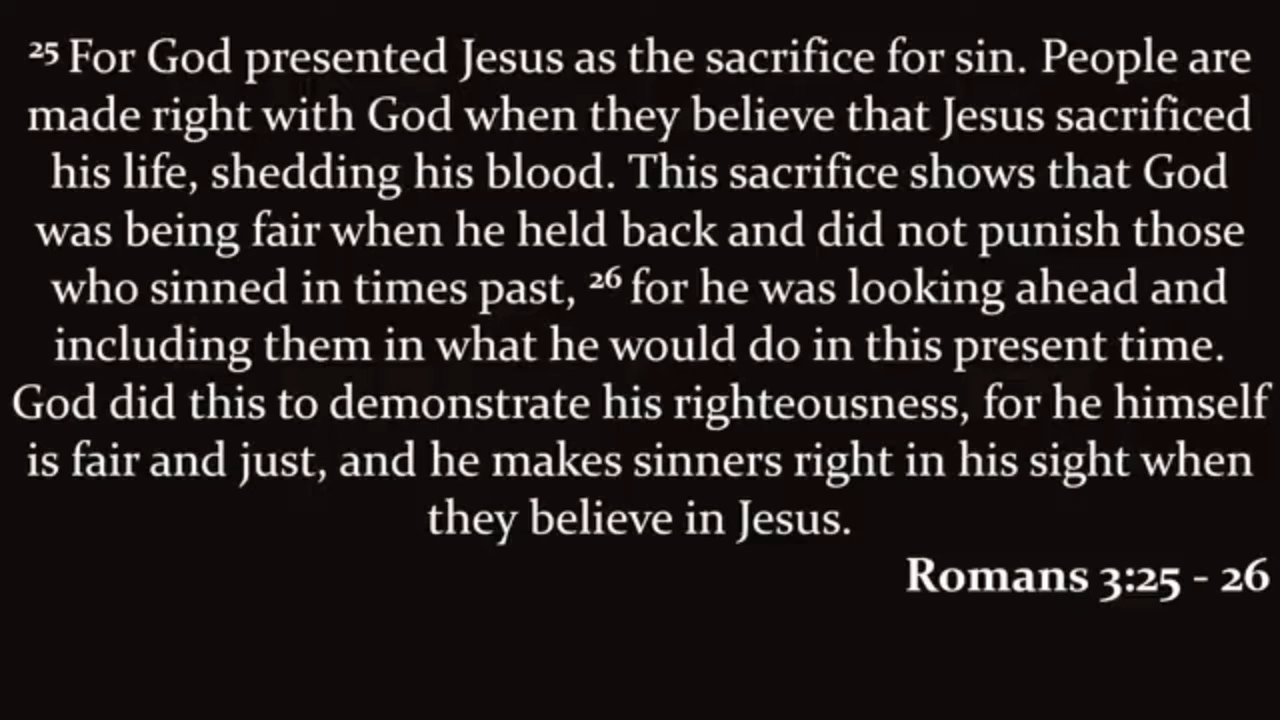 25 For God presented Jesus as the sacrifice for sin. People are
made right with God when they believe that Jesus sacrificed
his life, shedding his blood. This sacrifice shows that God
was being fair when he held back and did not punish those
who sinned in times past, 26 for he was looking ahead and
including them in what he would do in this present time.
God did this to demonstrate his righteousness, for he himself
is fair and just, and he makes sinners right in his sight when
they believe in Jesus.
Romans 3:25 - 26